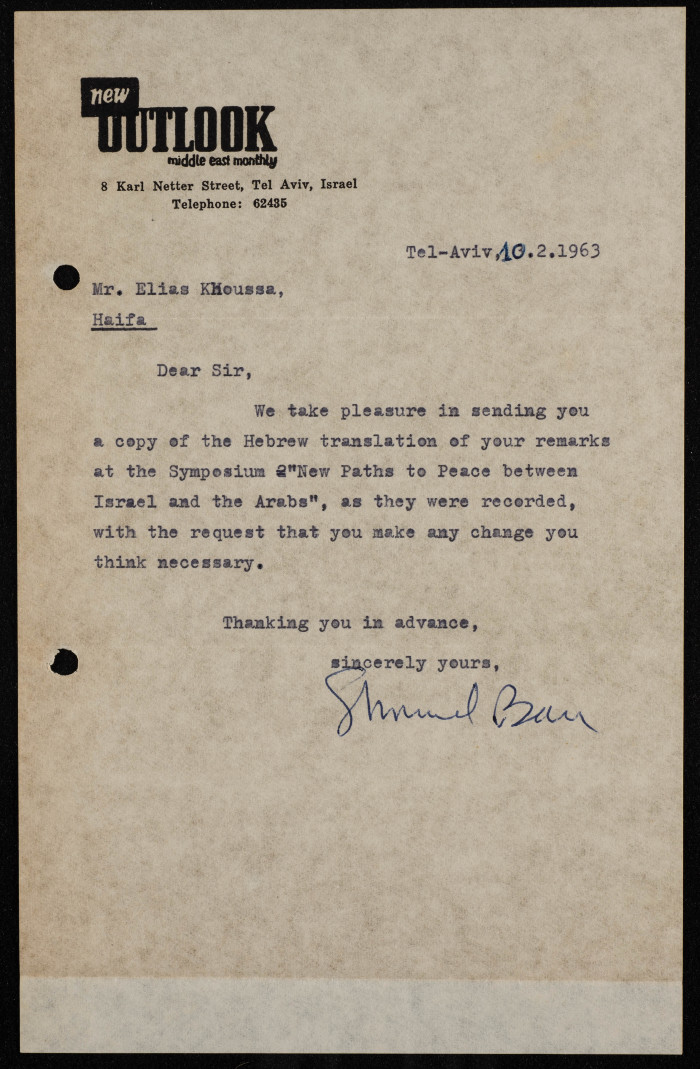 new
OUTLOOK
middle east monthly
8 Karl Netter Street, Tel Aviv, Israel
Telephone: 62435
Tel-Aviv, 10.2.1963
Mr. Elias Khoussa,
Haifa
Dear Sir,
We take pleasure in sending you
a copy of the Hebrew translation of your remarks
at the Symposium "New Paths to Peace between
Israel and the Arabs", as they were recorded,
with the request that you make any change you
think necessary.
Thanking you in advance,
sincerely yours,
Shmuel Bari